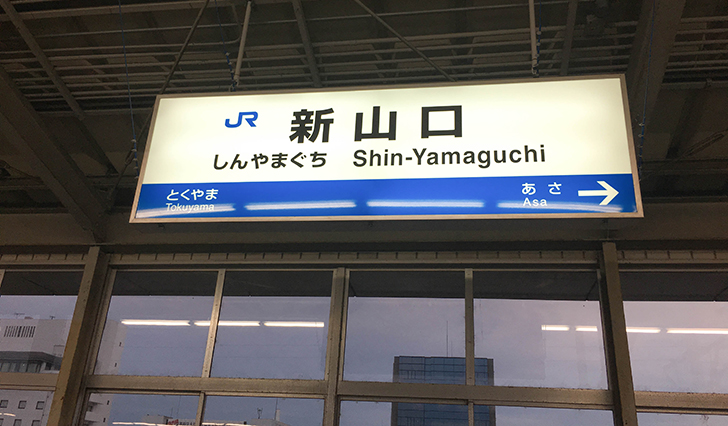 JR 新山口
しんやまぐち Shin-Yamaguchi
とくやま あさ →
Tokuyama Asa